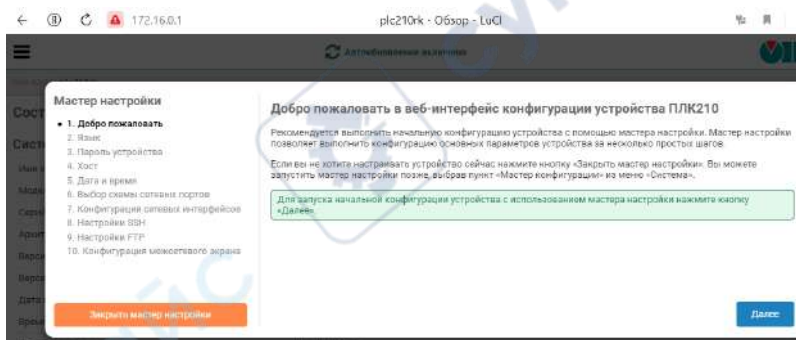 172.16.0.1
plc210rk - Обзор - LuCI
Автообновление включено
Мастер настройки
1. Добро пожаловать
2. Язык
3. Пароль устройства
4. Хост
5. Дата и время
6. Выбор схемы сетевых портов
7. Конфигурация сетевых интерфейсов
8. Настройки SSH
9. Настройки FTP
10. Конфигурация межсетевого экрана
Закрыть мастер настройки
Добро пожаловать в веб-интерфейс конфигурации устройства ПЛК210
Рекомендуется выполнить начальную конфигурацию устройства с помощью мастера настройки. Мастер настройки
позволяет выполнить конфигурацию основных параметров устройства за несколько простых шагов.
Если вы не хотите настраивать устройство сейчас нажмите кнопку «Закрыть мастер настройки». Вы можете
запустить мастер настройки позже, выбрав пункт «Мастер конфигурации» из меню «Система».
Для запуска начальной конфигурации устройства с использованием мастера настройки нажмите кнопку
«Далее».
Далее